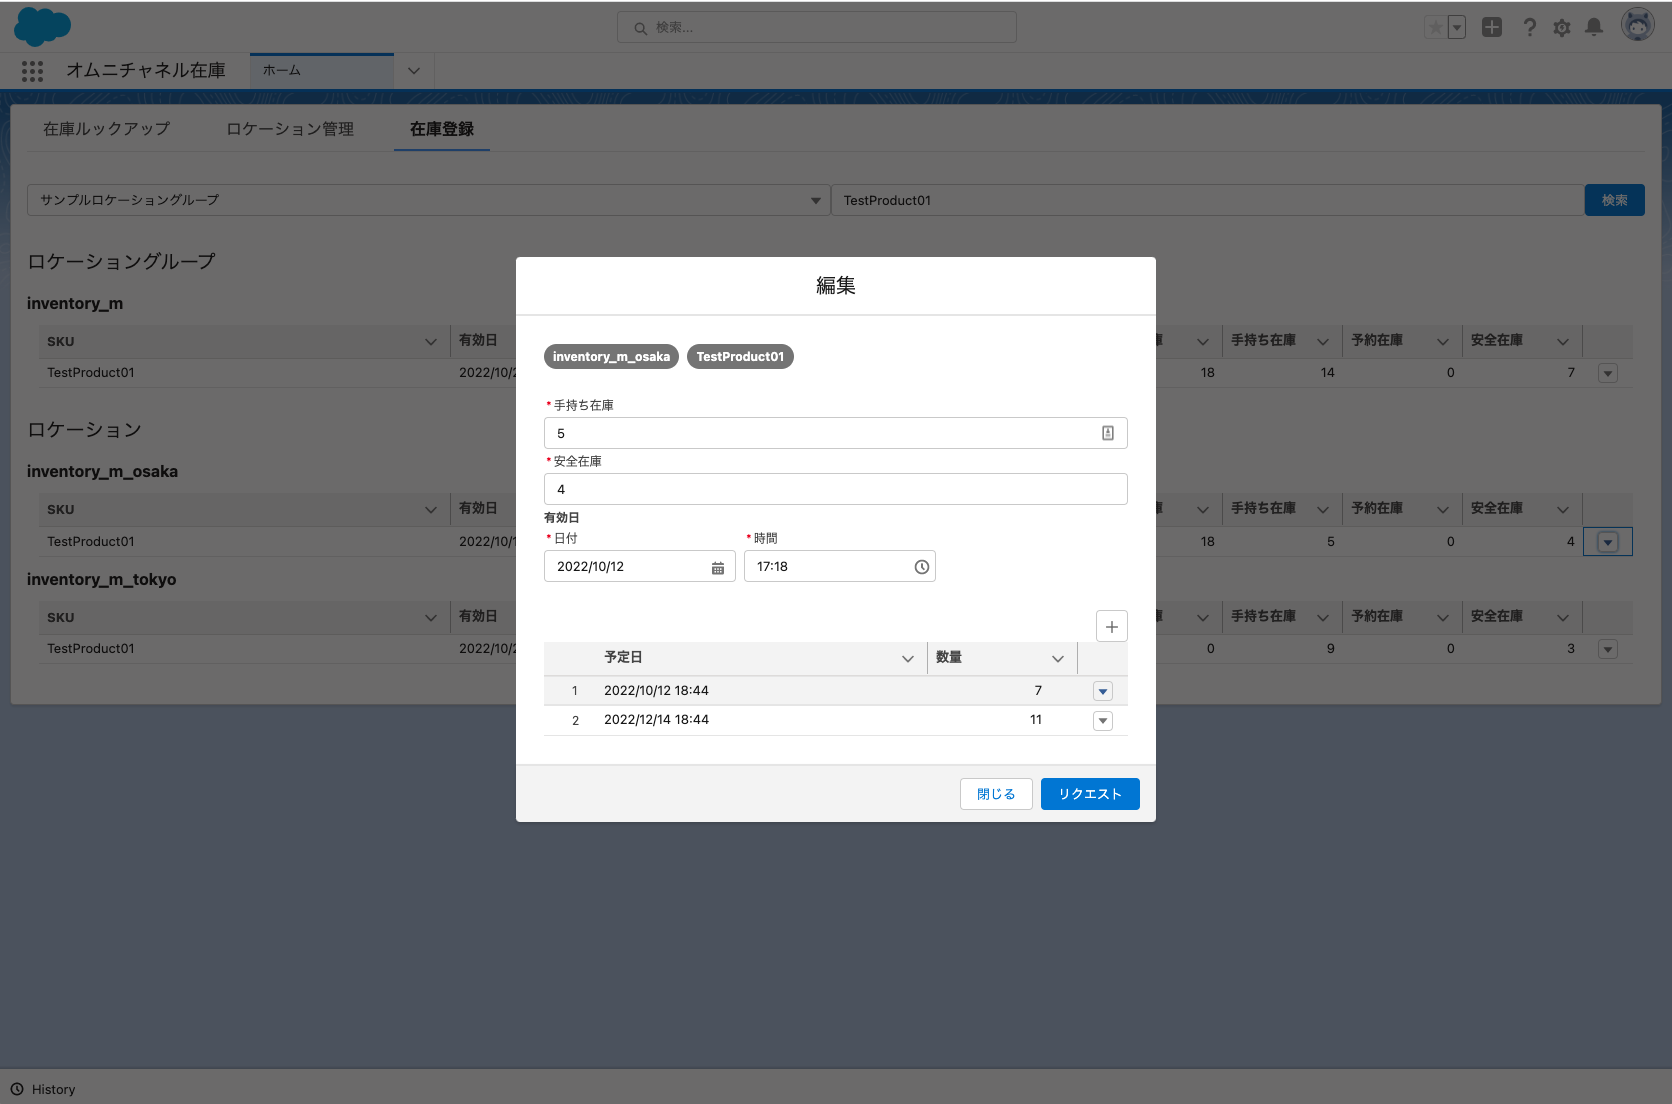 検索...
オムニチャネル在庫 ホーム
在庫ルックアップ ロケーション管理 在庫登録
サンプルロケーショングループ TestProduct01 検索
ロケーショングループ
inventory_m
SKU 有効日 手持ち在庫 予約在庫 安全在庫
TestProduct01 2022/10/ 18 14 0 7
ロケーション
inventory_m_osaka
SKU 有効日 手持ち在庫 予約在庫 安全在庫
TestProduct01 2022/10/ 18 5 0 4
inventory_m_tokyo
SKU 有効日 手持ち在庫 予約在庫 安全在庫
TestProduct01 2022/10/ 0 9 0 3
編集
inventory_m_osaka TestProduct01
*手持ち在庫
5
*安全在庫
4
有効日
*日付 *時間
2022/10/12 17:18
予定日 数量
1 2022/10/12 18:44 7
2 2022/12/14 18:44 11
閉じる リクエスト
History